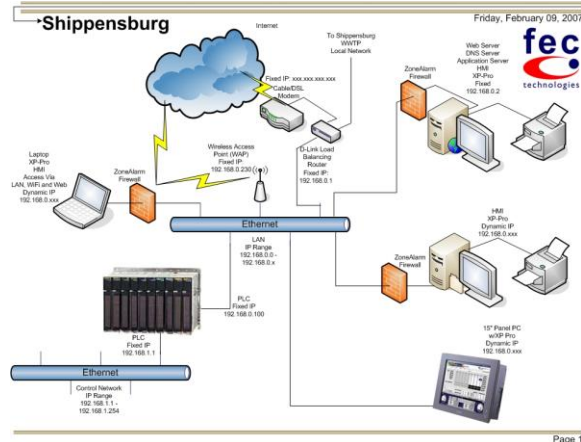 Shippensburg
Friday, February 09, 2007
fec
technologies
Internet
To Shippensburg
WWTP
Local Network
Fixed IP: xxx.xxx.xxx.xxx
Cable/DSL
Modem
ZoneAlarm
Firewall
Web Server
DNS Server
Application Server
HMI
XP-Pro
Fixed
192.168.0.2
Laptop
XP-Pro
HMI
Access Via
LAN, WiFi and Web
Dynamic IP
192.168.0.xxx
ZoneAlarm
Firewall
Wireless Access
Point (WAP)
Fixed IP
192.168.0.230
D-Link Load
Balancing
Router
Fixed IP:
192.168.0.1
Ethernet
LAN
IP Range
192.168.0.0 -
192.168.0.x
HMI
XP-Pro
Dynamic IP
192.168.0.xxx
ZoneAlarm
Firewall
PLC
Fixed IP
192.168.0.100
PLC
Fixed IP
192.168.1.1
Ethernet
Control Network
IP Range
192.168.1.1 -
192.168.1.254
15" Panel PC
w/XP Pro
Dynamic IP
192.168.0.xxx
Page 1